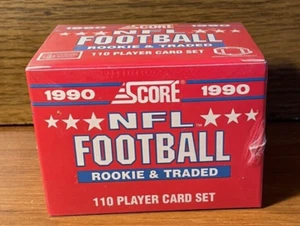 1990 SCORE
NFL
FOOTBALL
ROOKIE & TRADED
110 PLAYER CARD SET
1990 SCORE 1990
NFL
FOOTBALL
ROOKIE & TRADED
110 PLAYER CARD SET